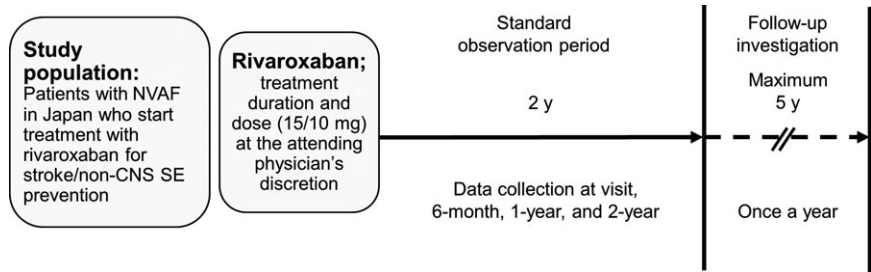 Study
population:
Patients with NVAF
in Japan who start
treatment with
rivaroxaban for
stroke/non-CNS SE
prevention
Rivaroxaban;
treatment
duration and
dose (15/10 mg)
at the attending
physician's
discretion
Standard
observation period
2 y
Data collection at visit,
6-month, 1-year, and 2-year
Follow-up
investigation
Maximum
5 y
Once a year